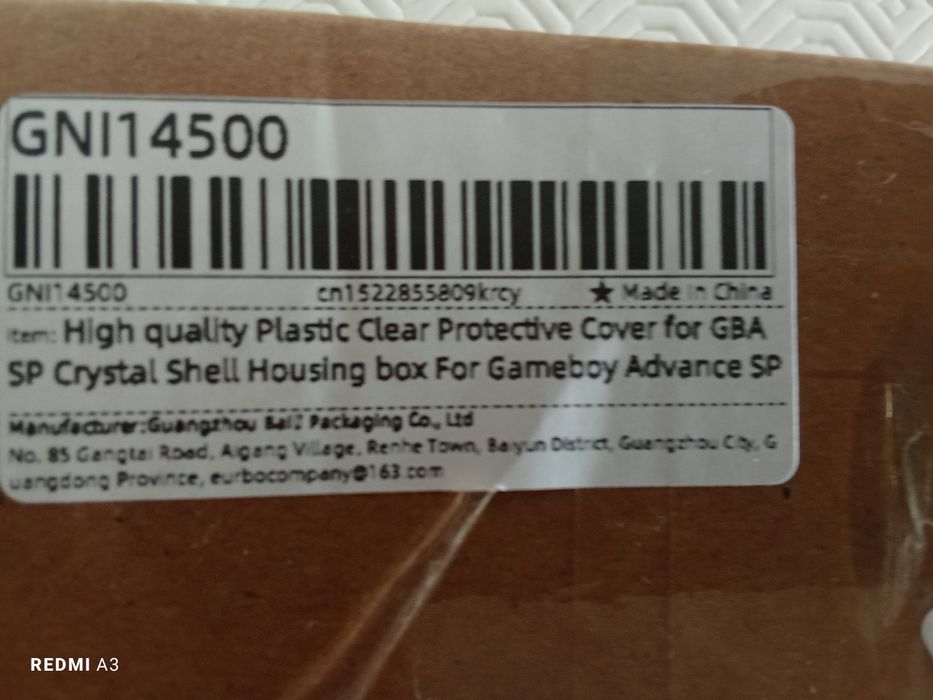 GNI14500
GNI14500 cn1522855809krcy ★ Made in China
Item: High quality Plastic Clear Protective Cover for GBA
SP Crystal Shell Housing box For Gameboy Advance SP
Manufacturer:Guangzhou Packaging Co., Ltd
No. 85 Road, Aigang Village, Renhe Town, Baiyun District, Guangzhou City, G
uangdong Province, eurbocompany@163.com
REDMI A3